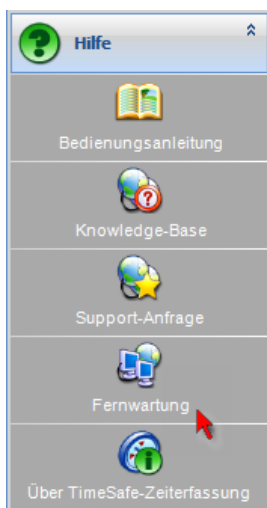 Hilfe
Bedienungsanleitung
Knowledge-Base
Support-Anfrage
Fernwartung
Über TimeSafe-Zeiterfassung